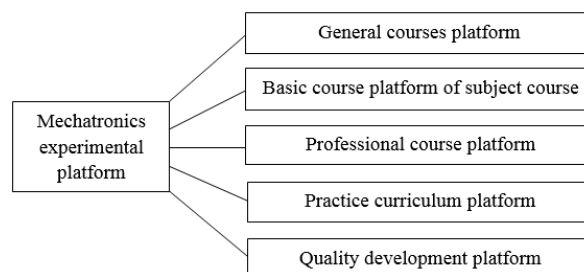 General courses platform
Basic course platform of subject course
Mechatronics
experimental
platform
Professional course platform
Practice curriculum platform
Quality development platform